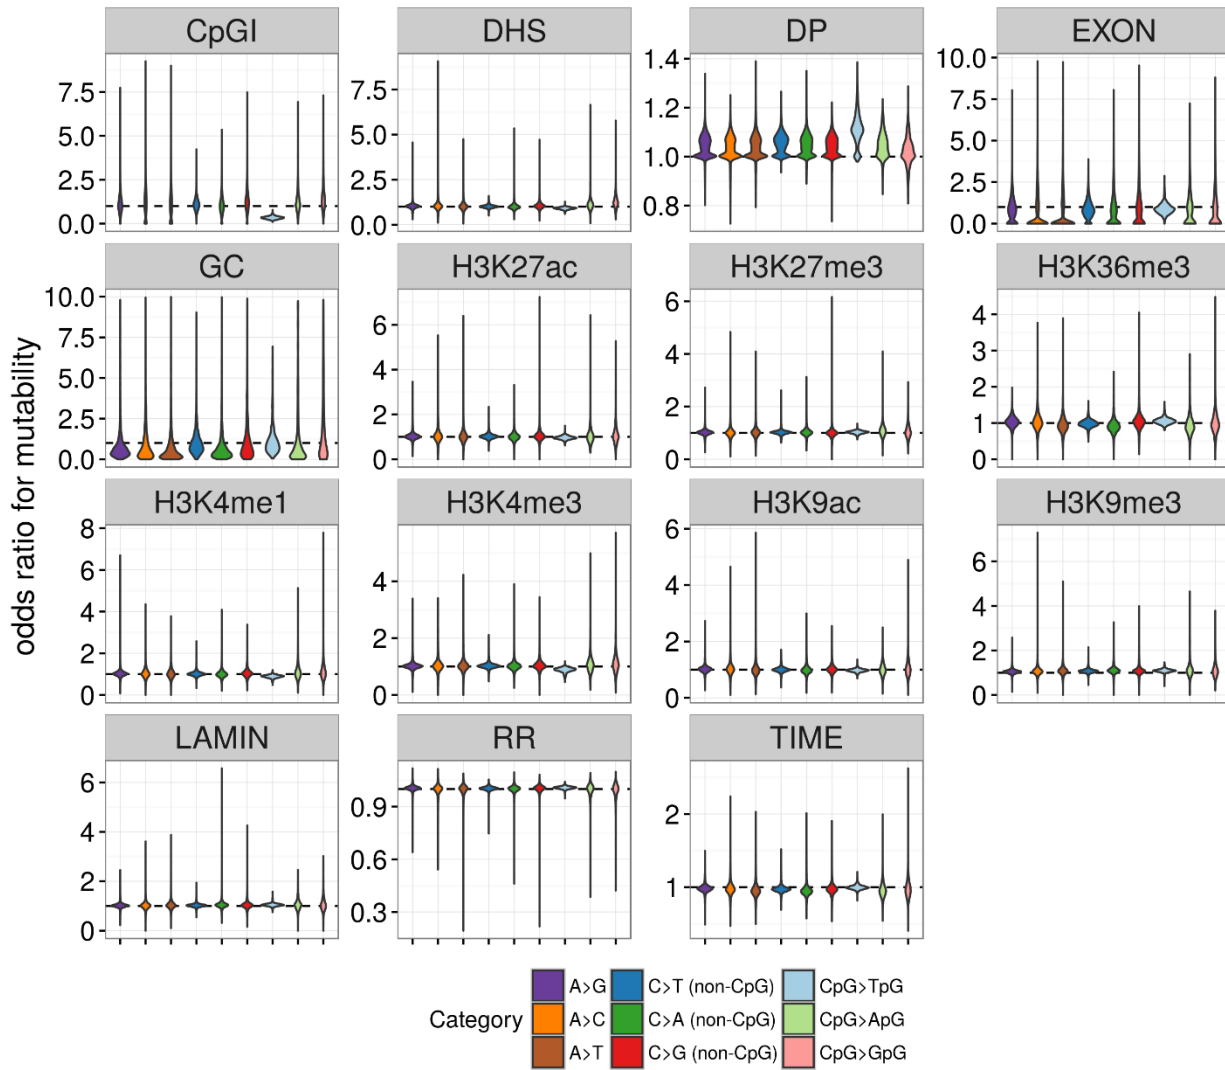 CpGI DHS DP EXON
7.5 5.0 2.5 0.0
7.5 5.0 2.5 0.0
1.4 1.2 1.0 0.8
10.0 7.5 5.0 2.5 0.0
GC H3K27ac H3K27me3 H3K36me3
10.0 7.5 5.0 2.5 0.0
6 4 2 0
6 4 2 0
4 3 2 1 0
odds ratio for mutability
H3K4me1 H3K4me3 H3K9ac H3K9me3
8 6 4 2 0
4 2 0
6 4 2 0
6 4 2 0
LAMIN RR TIME
6 4 2 0
0.9 0.6 0.3
2 1
Category
A>G C>T (non-CpG) CpG>TpG
A>C C>A (non-CpG) CpG>ApG
A>T C>G (non-CpG) CpG>GpG